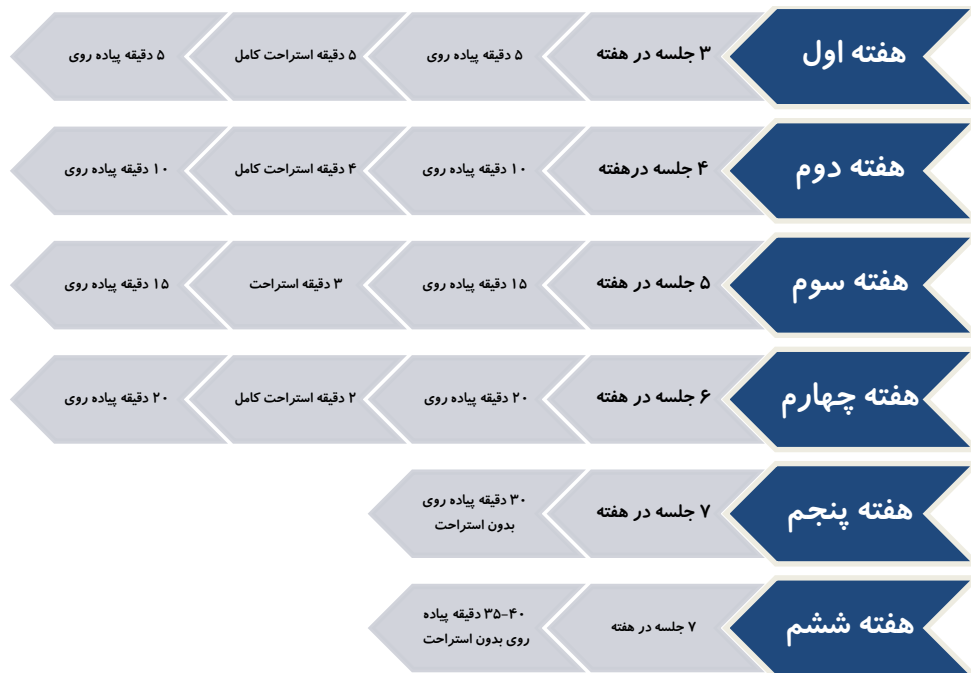 هفته اول
۳ جلسه در هفته
۵ دقیقه پیاده روی
۵ دقیقه استراحت کامل
۵ دقیقه پیاده روی
هفته دوم
۴ جلسه درهفته
۱۰ دقیقه پیاده روی
۴ دقیقه استراحت کامل
۱۰ دقیقه پیاده روی
هفته سوم
۵ جلسه در هفته
۱۵ دقیقه پیاده روی
۳ دقیقه استراحت
۱۵ دقیقه پیاده روی
هفته چهارم
۶ جلسه در هفته
۲۰ دقیقه پیاده روی
۲ دقیقه استراحت کامل
۲۰ دقیقه پیاده روی
هفته پنجم
۷ جلسه در هفته
۳۰ دقیقه پیاده روی
بدون استراحت
هفته ششم
۷ جلسه در هفته
۳۵-۴۰ دقیقه پیاده
روی بدون استراحت